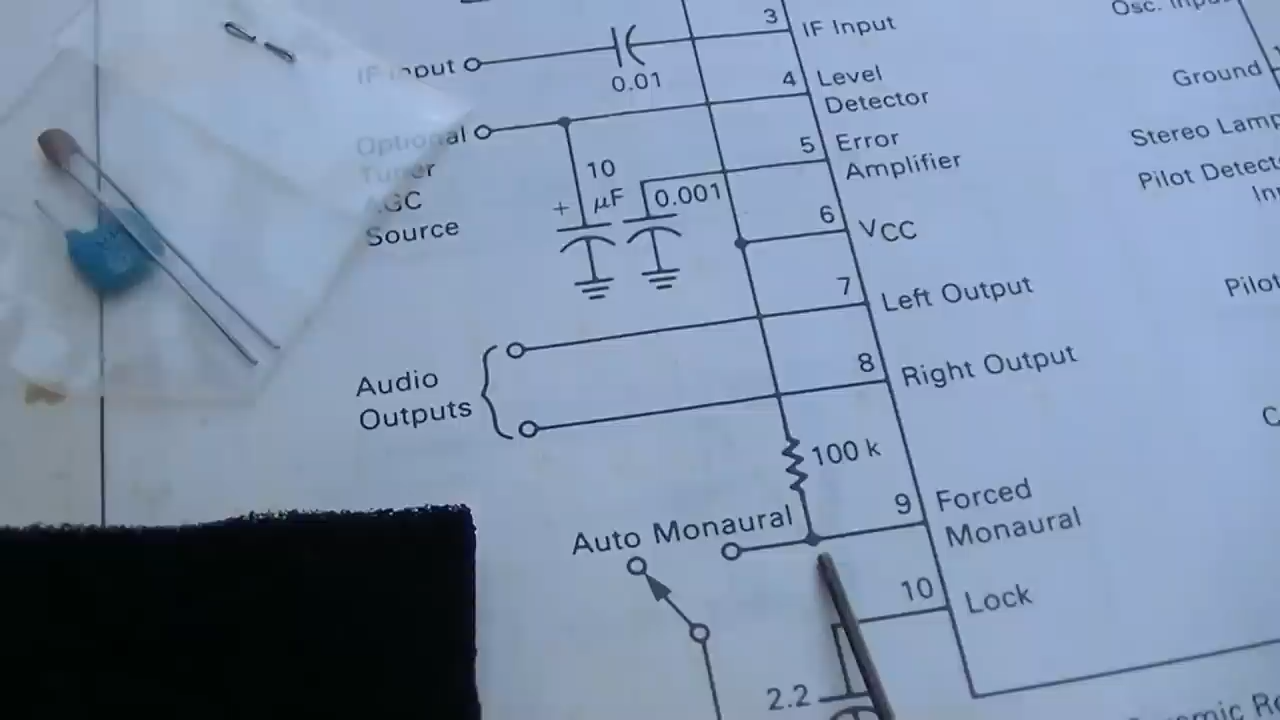 3
IF Input
IF Input
0.01
4
Level
Detector
Optional
Tuner
AGC
Source
10
+ µF
0.001
5
Error
Amplifier
6
VCC
7
Left Output
8
Right Output
Audio
Outputs
100 k
9
Forced
Monaural
Auto Monaural
10
Lock
2.2
Osc.
Ground
Stereo Lamp
Pilot
Pilot